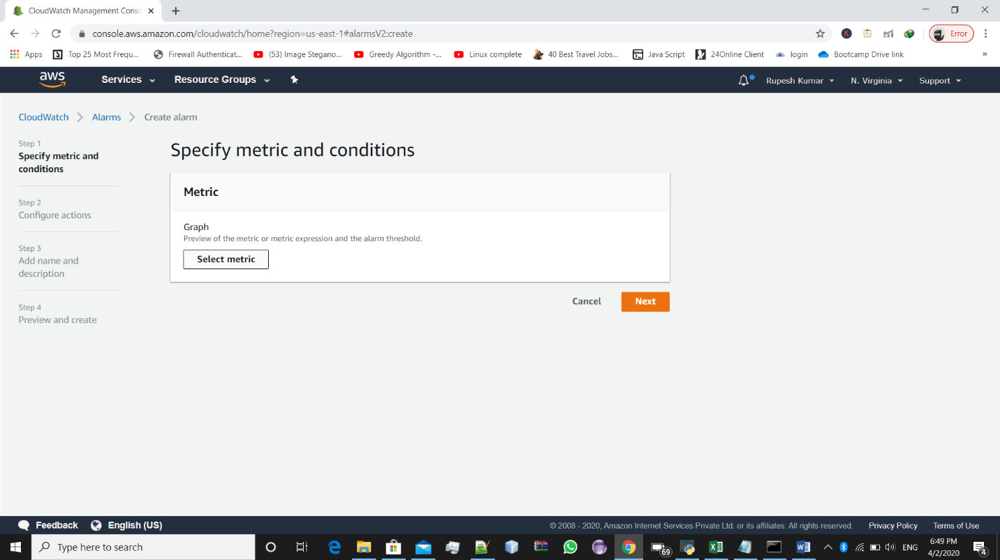 CloudWatch Management Conso
console.aws.amazon.com/cloudwatch/home?region=us-east-1#alarmsV2:create
Error
Apps Top 25 Most Frequ... Firewall Authenticat... (53) Image Stegano... Greedy Algorithm -... Linux complete 40 Best Travel Jobs... Java Script 24Online Client login Bootcamp Drive link »
aws Services Resource Groups Rupesh Kumar N. Virginia Support
CloudWatch Alarms Create alarm
Step 1
Specify metric and
conditions
Step 2
Configure actions
Step 3
Add name and
description
Step 4
Preview and create
Specify metric and conditions
Metric
Graph
Preview of the metric or metric expression and the alarm threshold.
Select metric
Cancel Next
Feedback English (US) © 2008 - 2020, Amazon Internet Services Private Ltd. or its affiliates. All rights reserved. Privacy Policy Terms of Use
Type here to search
69
ENG
6:49 PM
4/2/2020
4